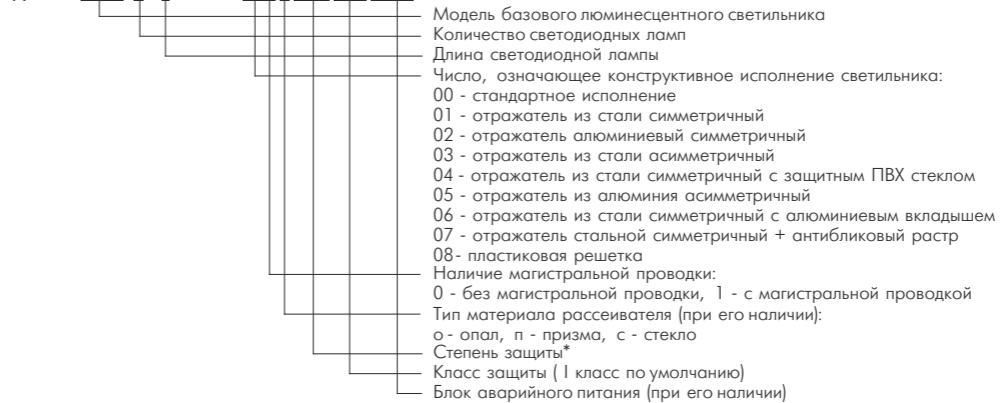 Модель базового люминесцентного светильника
Количество светодиодных ламп
Длина светодиодной лампы
Число, означающее конструктивное исполнение светильника:
00 - стандартное исполнение
01 - отражатель из стали симметричный
02 - отражатель алюминиевый симметричный
03 - отражатель из стали асимметричный
04 - отражатель из стали симметричный с защитным ПВХ стеклом
05 - отражатель из алюминия асимметричный
06 - отражатель из стали симметричный с алюминиевым вкладышем
07 - отражатель стальной симметричный + антибликовый растр
08- пластиковая решетка
Наличие магистральной проводки:
0 - без магистральной проводки, 1 - с магистральной проводкой
Тип материала рассеивателя (при его наличии):
о - опал, п - призма, с - стекло
Степень защиты*
Класс защиты ( I класс по умолчанию)
Блок аварийного питания (при его наличии)